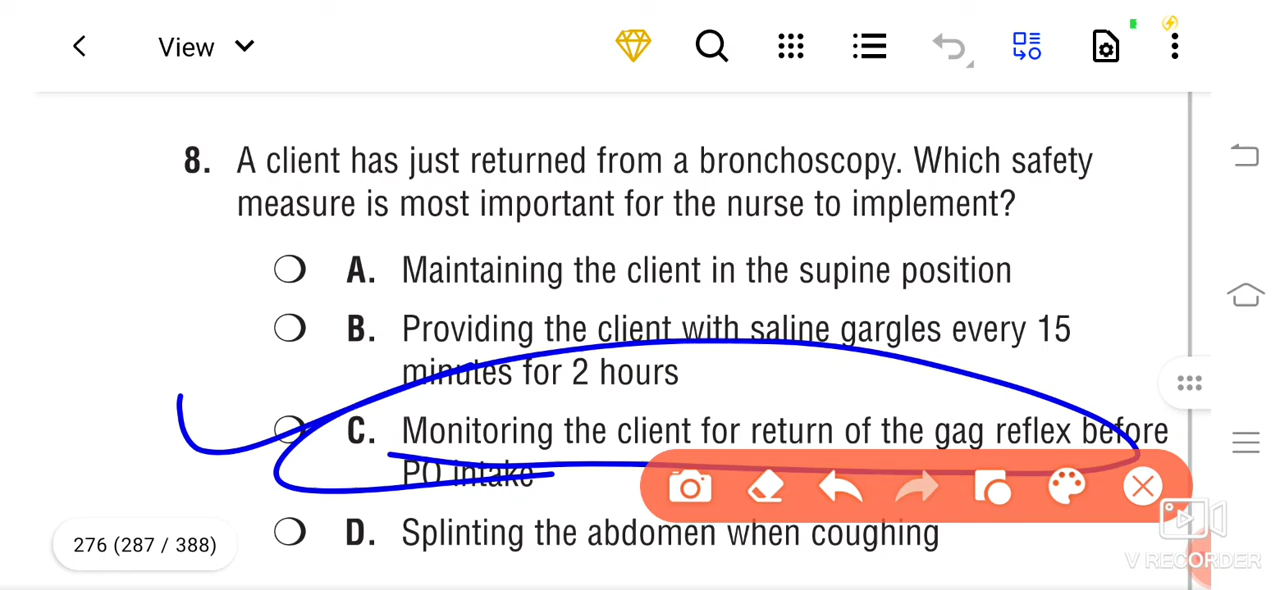 View
8. A client has just returned from a bronchoscopy. Which safety
measure is most important for the nurse to implement?
A. Maintaining the client in the supine position
B. Providing the client with saline gargles every 15
minutes for 2 hours
C. Monitoring the client for return of the gag reflex before
PO intake
D. Splinting the abdomen when coughing
276 (287 / 388)
V RECORDER